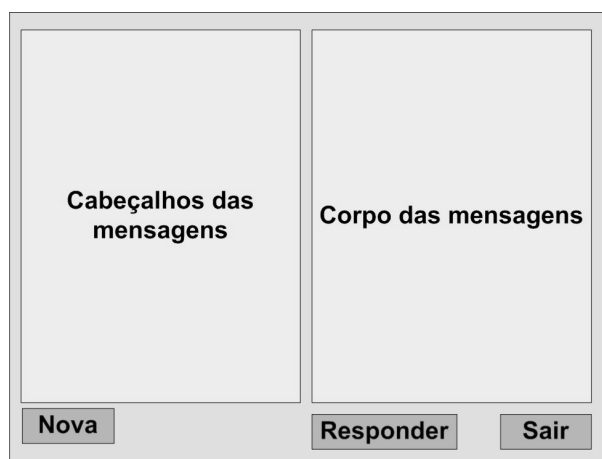 Cabeçalhos das
mensagens
Corpo das mensagens
Nova
Responder
Sair